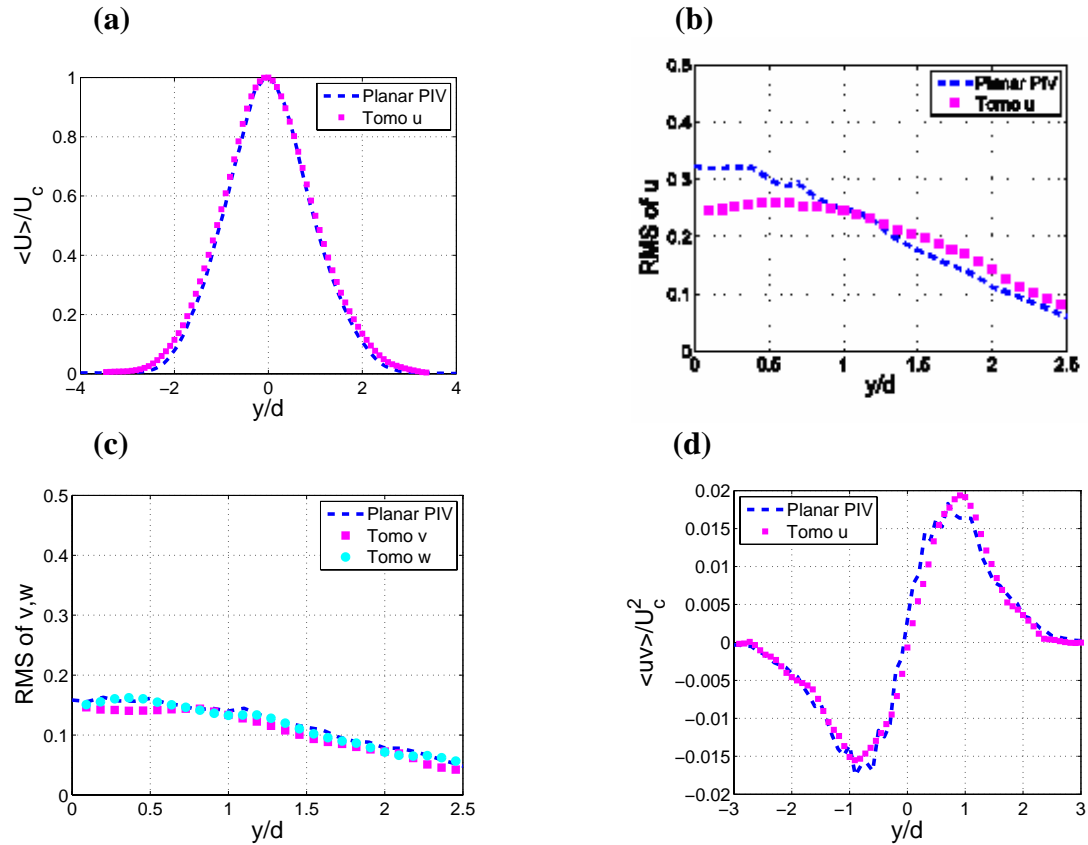 (a)
1
0.8
0.6
0.4
0.2
0
<U>/U_c
−4
−2
0
2
4
y/d
Planar PIV
Tomo u
(b)
0.5
0.4
0.3
0.2
0.1
0
RMS of u
0
0.5
1
1.5
2
2.5
y/d
Planar PIV
Tomo u
(c)
0.5
0.4
0.3
0.2
0.1
0
RMS of v,w
0
0.5
1
1.5
2
2.5
y/d
Planar PIV
Tomo v
Tomo w
(d)
0.02
0.015
0.01
0.005
0
−0.005
−0.01
−0.015
−0.02
<uv>/U²_c
−3
−2
−1
0
1
2
3
y/d
Planar PIV
Tomo u